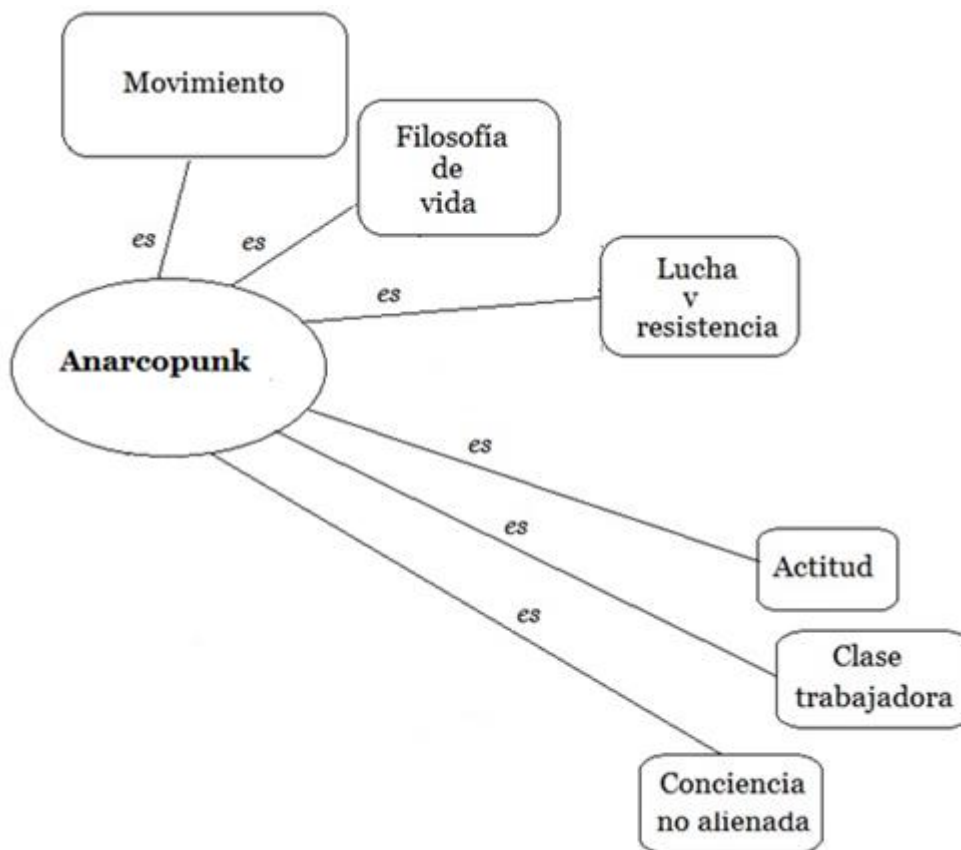 Movimiento
Filosofía
de
vida
es
es
Lucha
v
resistencia
es
Anarcopunk
es
es
Actitud
es
Clase
trabajadora
Conciencia
no alienada